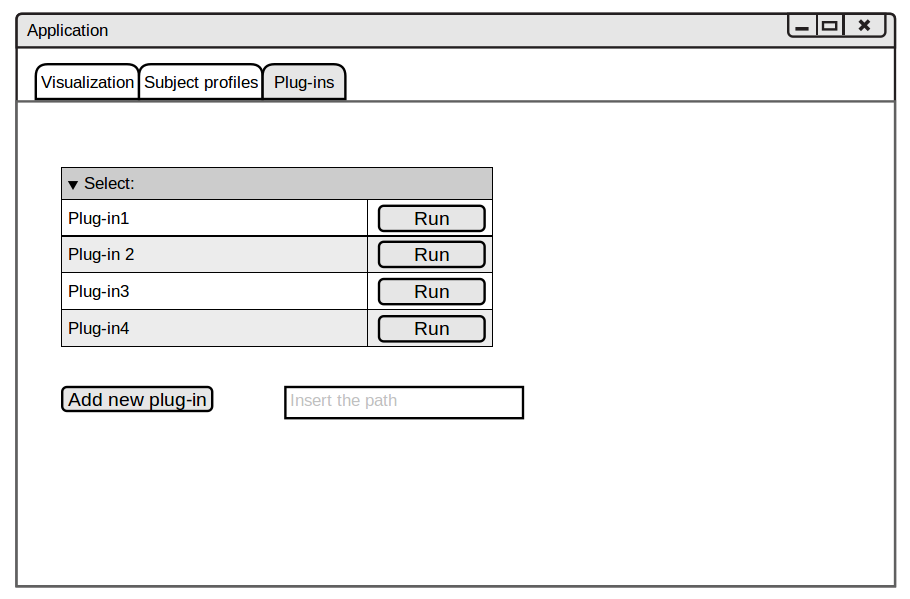 Application
Visualization Subject profiles Plug-ins
▼ Select:
Plug-in1 Run
Plug-in 2 Run
Plug-in3 Run
Plug-in4 Run
Add new plug-in Insert the path